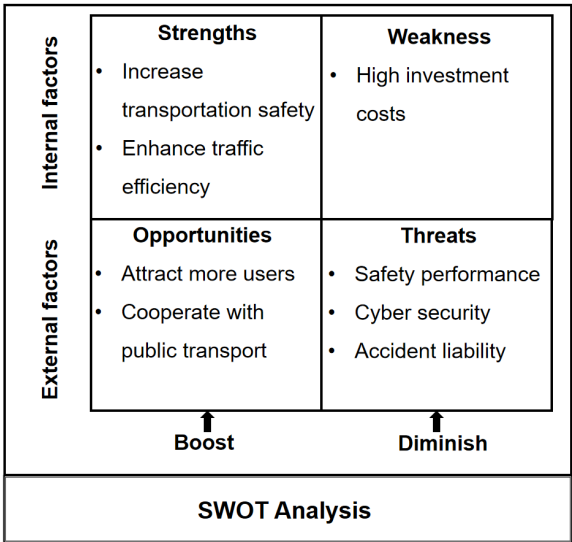 Internal factors
Strengths
• Increase
transportation safety
• Enhance traffic
efficiency
Weakness
• High investment
costs
External factors
Opportunities
• Attract more users
• Cooperate with
public transport
Threats
• Safety performance
• Cyber security
• Accident liability
Boost
Diminish
SWOT Analysis